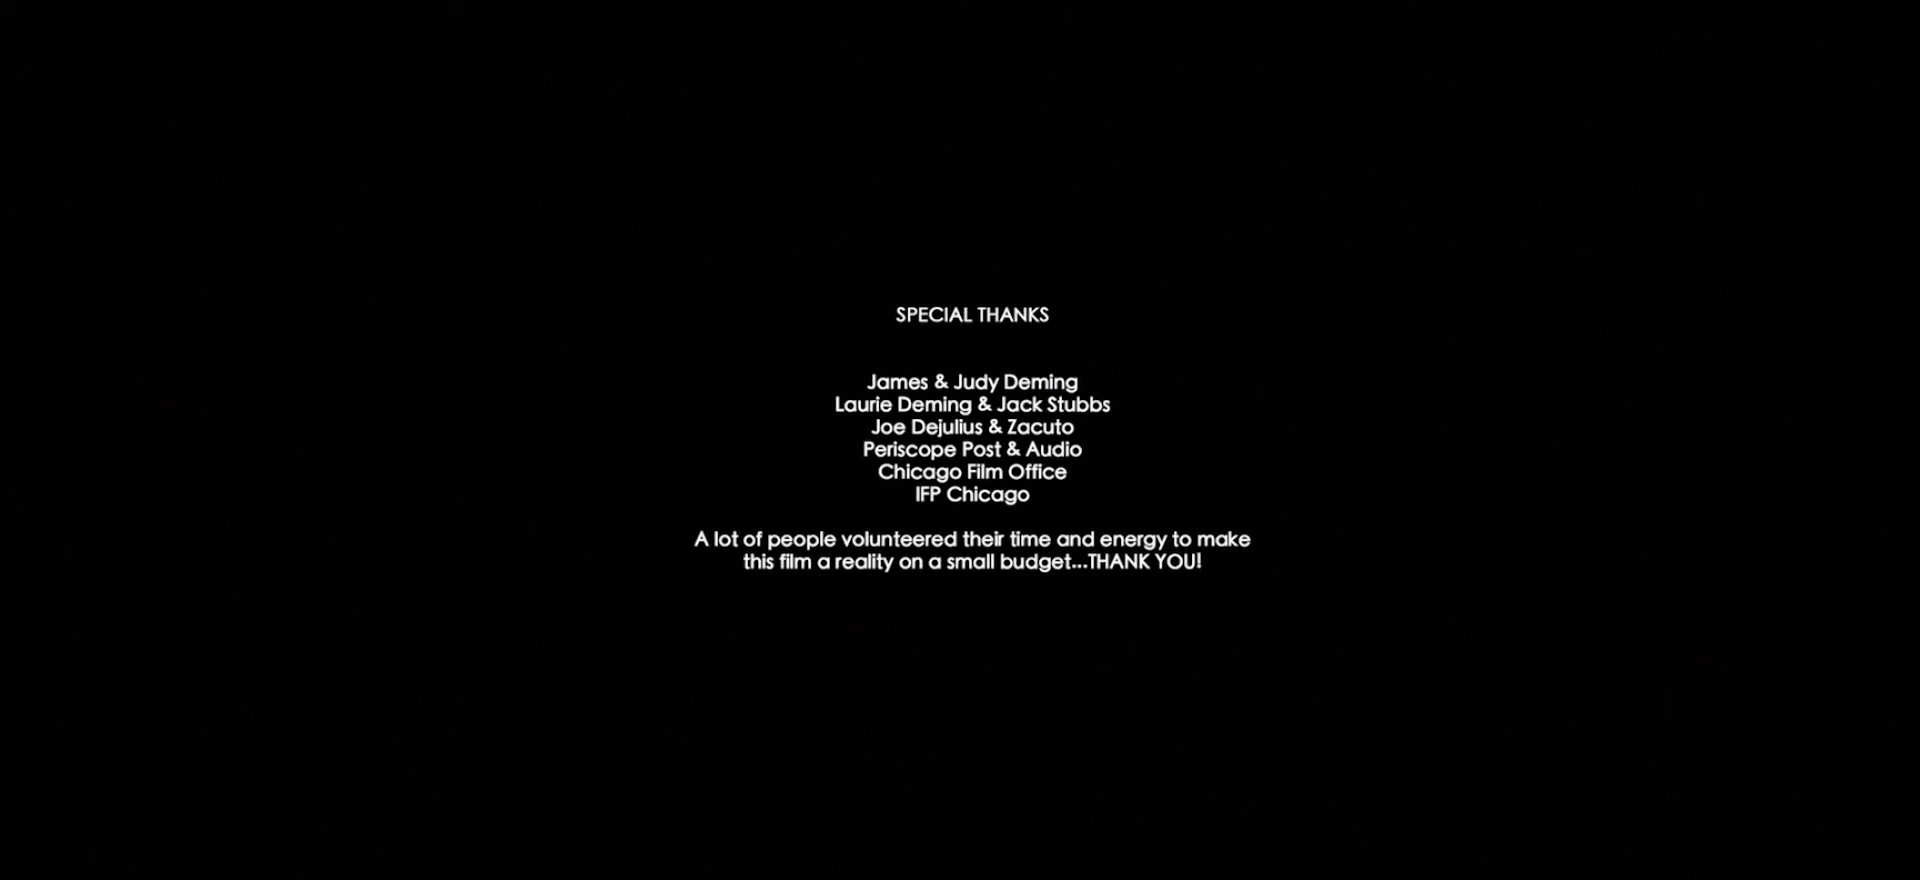 SPECIAL THANKS
James & Judy Deming
Laurie Deming & Jack Stubbs
Joe Dejulius & Zacuto
Periscope Post & Audio
Chicago Film Office
IFP Chicago
A lot of people volunteered their time and energy to make
this film a reality on a small budget...THANK YOU!